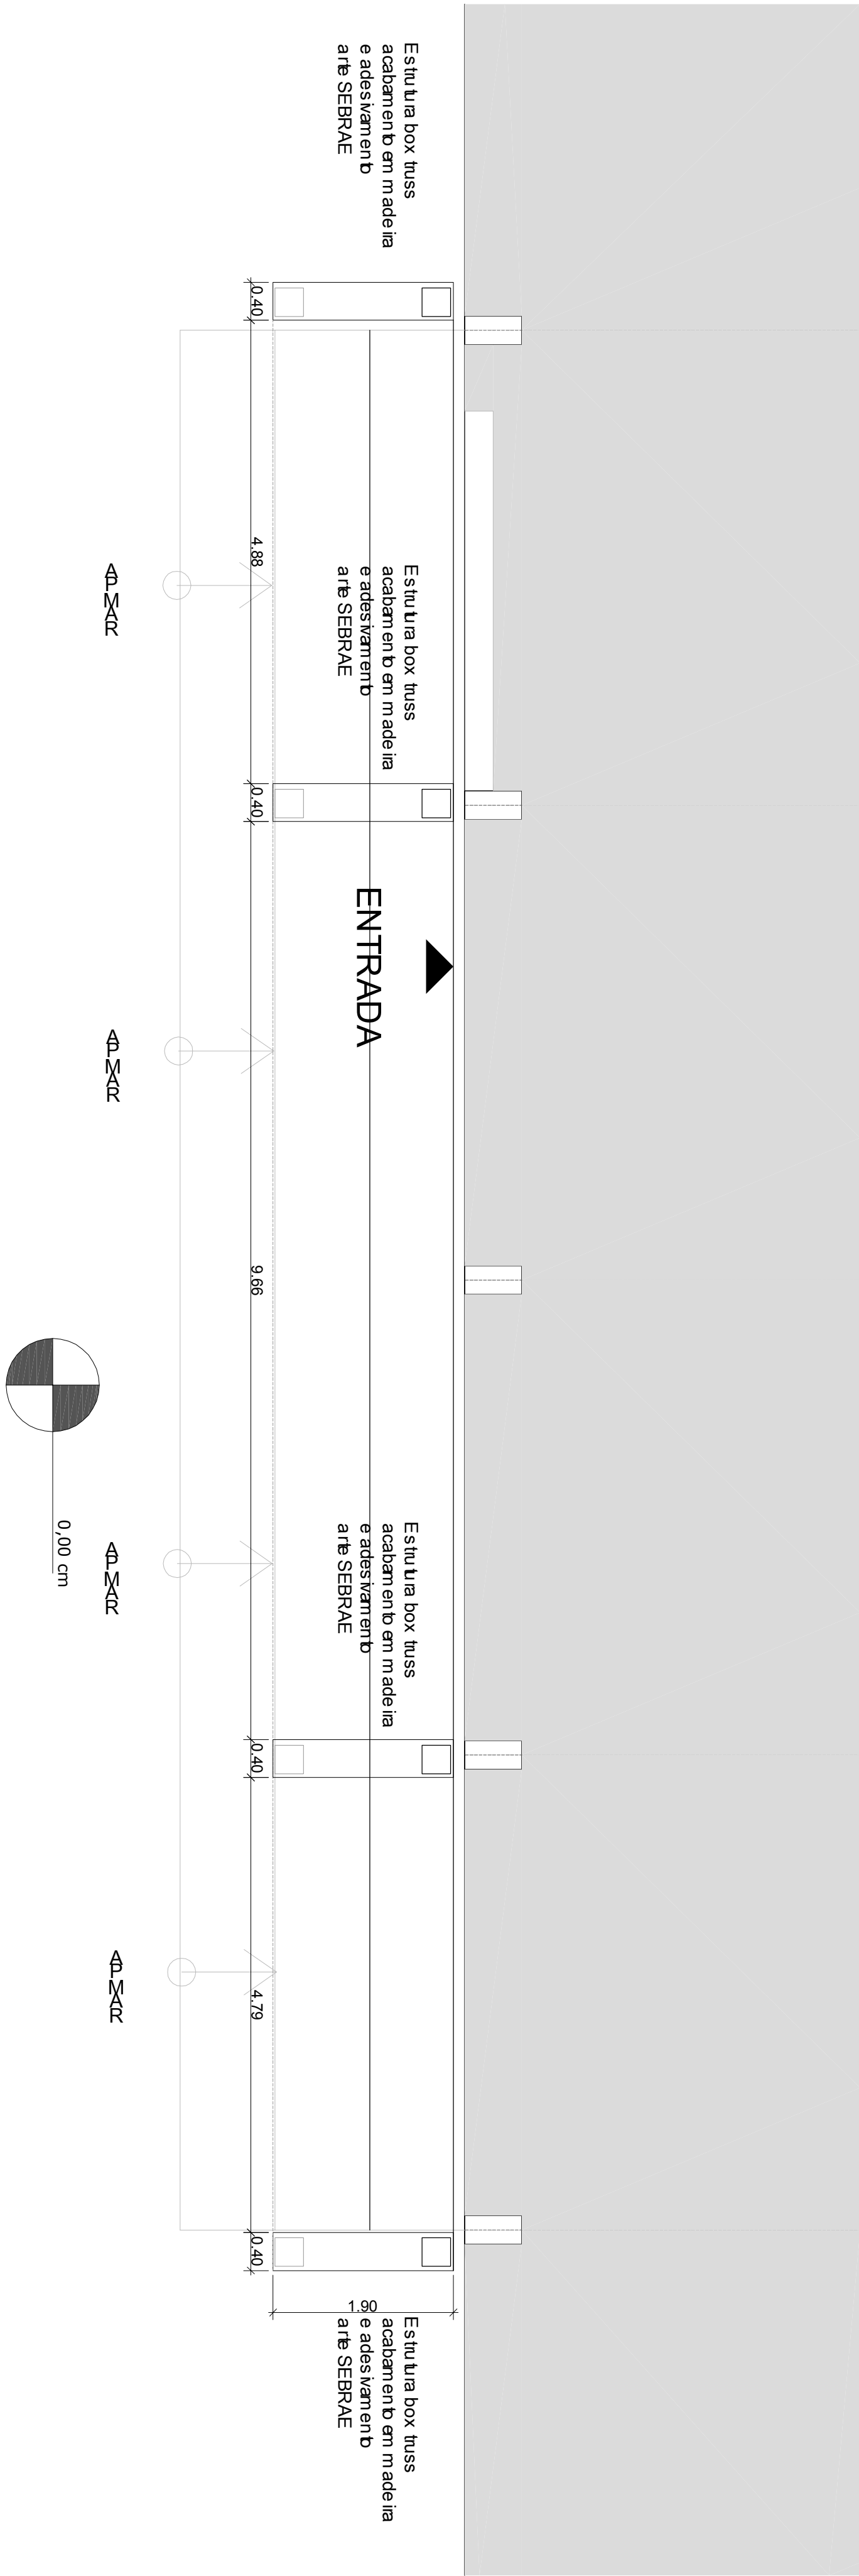 Estrutura box truss
acabamento em madeira
e adesivamento
arte SEBRAE
0.40
4.88
APMAR
Estrutura box truss
acabamento em madeira
e adesivamento
arte SEBRAE
0.40
ENTRADA
APMAR
9.66
0,00 cm
APMAR
Estrutura box truss
acabamento em madeira
e adesivamento
arte SEBRAE
0.40
APMAR
4.79
0.40
1.90
Estrutura box truss
acabamento em madeira
e adesivamento
arte SEBRAE